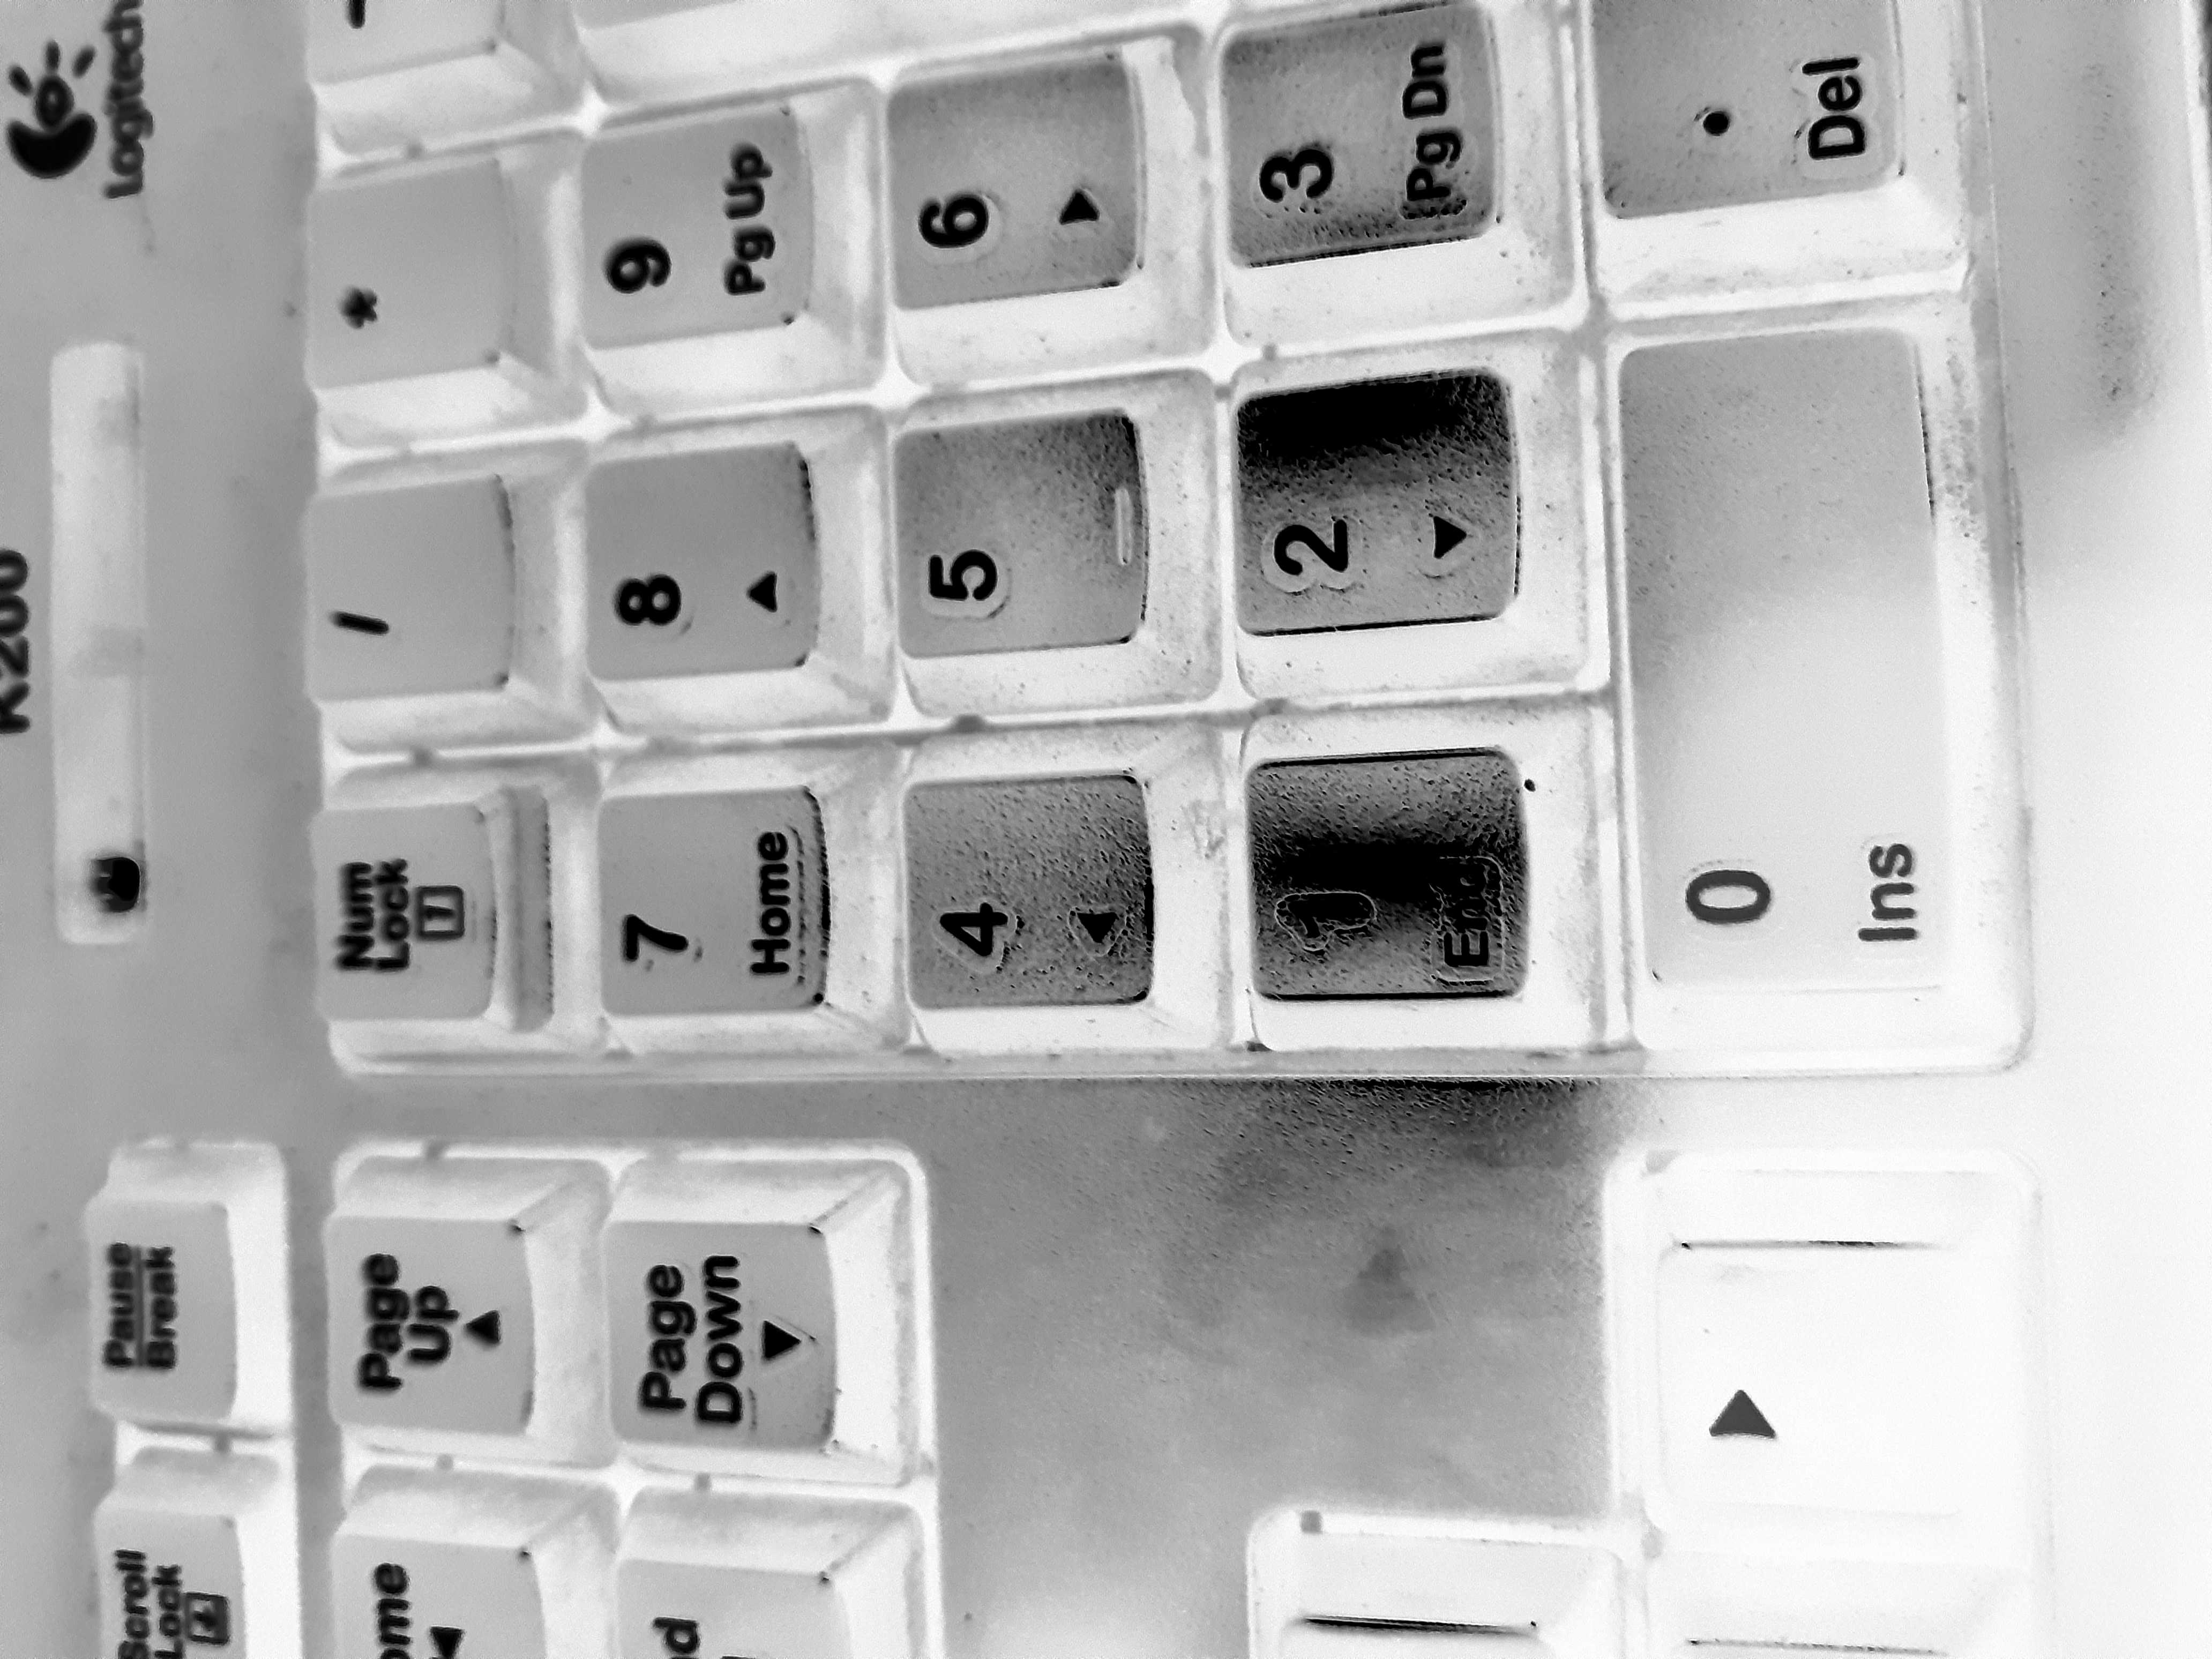 Logitech
K200
Pause
Break
Scroll
Lock
Num
Lock
1
/
*
Page
Up
7
Home
8
9
Pg Up
Page
Down
4
5
6
1
End
2
3
Pg Dn
0
Ins
.
Del